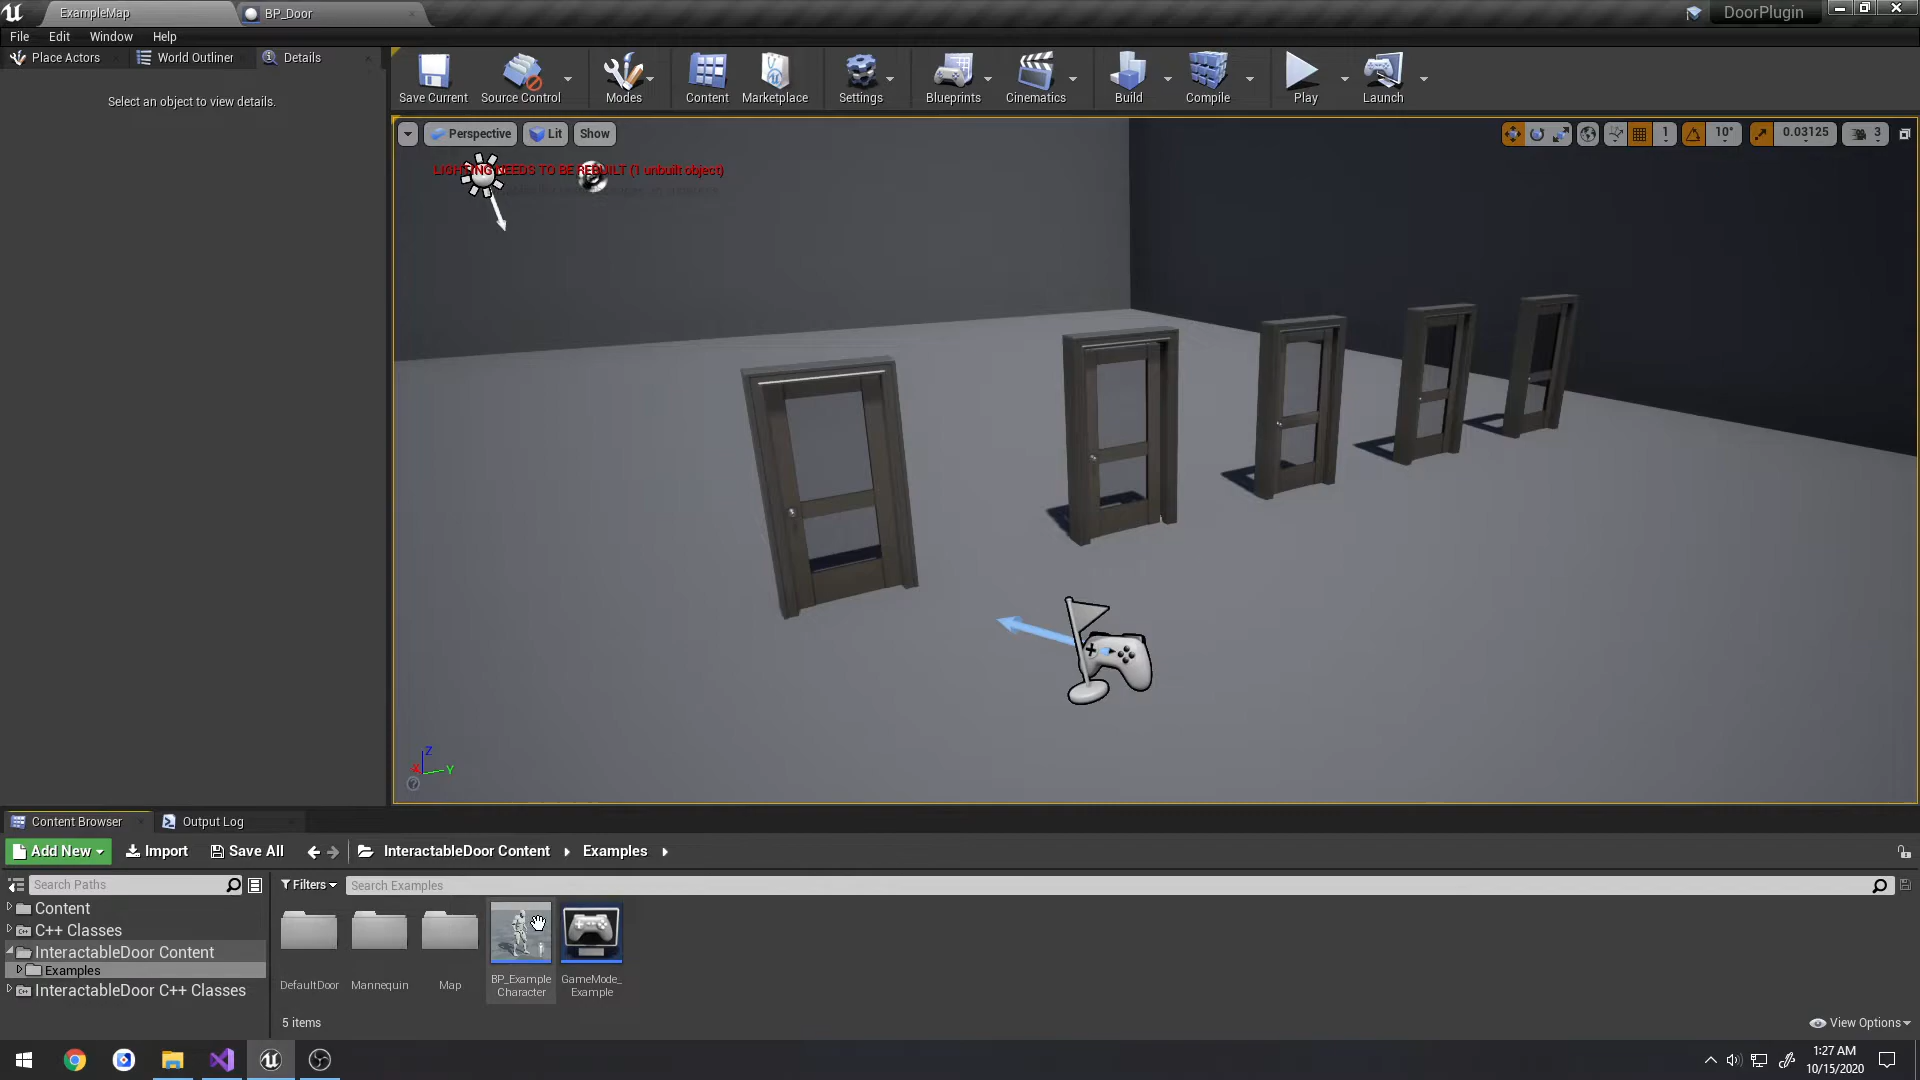 ExampleMap
BP_Door
DoorPlugin
File Edit Window Help
Place Actors
World Outliner
Details
Select an object to view details.
Save Current
Source Control
Modes
Content
Marketplace
Settings
Blueprints
Cinematics
Build
Compile
Play
Launch
Perspective
Lit
Show
1
10°
0.03125
3
LIGHTING NEEDS TO BE REBUILT (1 unbuilt object)
Z
X
Y
Content Browser
Output Log
Add New
Import
Save All
InteractableDoor Content
Examples
Search Paths
Filters
Search Examples
Content
C++ Classes
InteractableDoor Content
Examples
InteractableDoor C++ Classes
DefaultDoor
Mannequin
Map
BP_Example
Character
GameMode_
Example
5 items
View Options
1:27 AM
10/15/2020